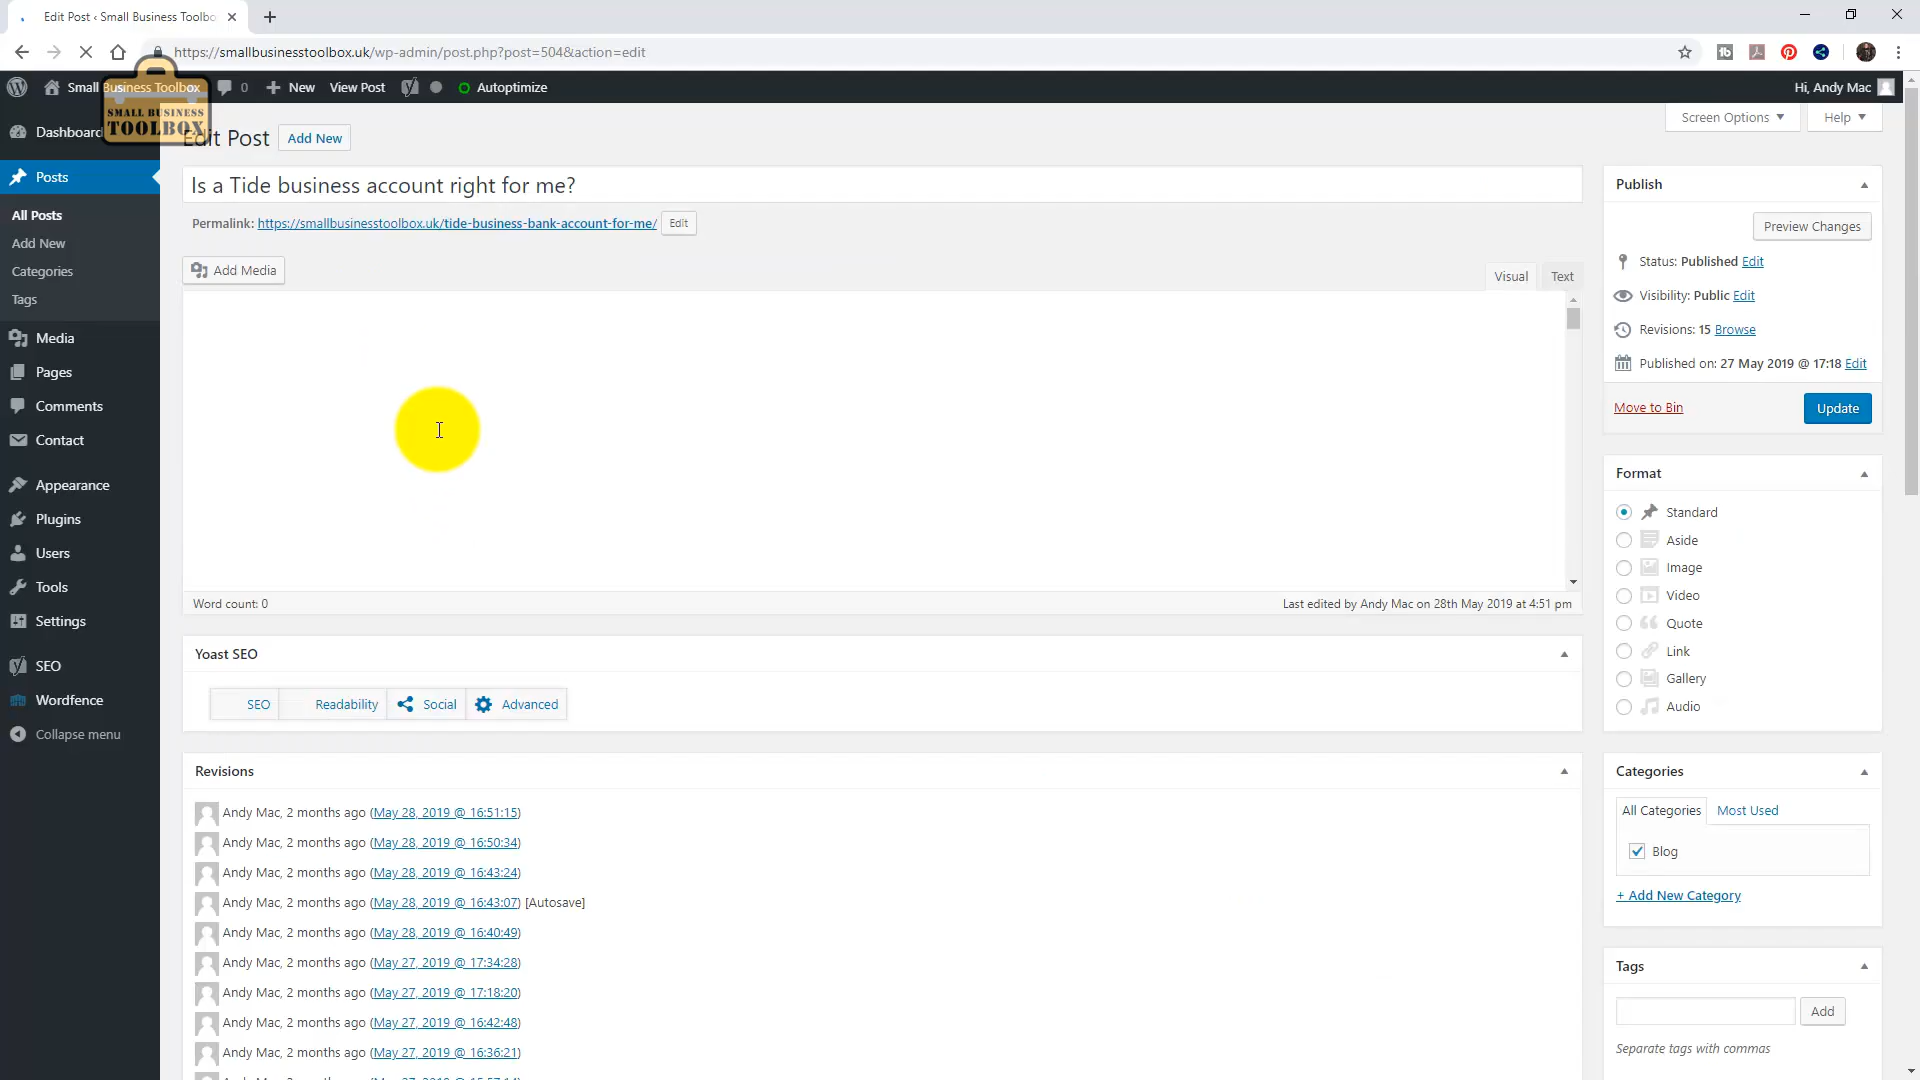 Edit Post ‹ Small Business Toolbo
https://smallbusinesstoolbox.uk/wp-admin/post.php?post=504&action=edit
Small Business Toolbox 0 New View Post Autoptimize Hi, Andy Mac
SMALL BUSINESS
TOOLBOX
Dashboard
Posts
All Posts
Add New
Categories
Tags
Media
Pages
Comments
Contact
Appearance
Plugins
Users
Tools
Settings
SEO
Wordfence
Collapse menu
Screen Options Help
Edit Post Add New
Is a Tide business account right for me?
Permalink: https://smallbusinesstoolbox.uk/tide-business-bank-account-for-me/ Edit
Add Media
Visual Text
Word count: 0 Last edited by Andy Mac on 28th May 2019 at 4:51 pm
Yoast SEO
SEO Readability Social Advanced
Revisions
Andy Mac, 2 months ago (May 28, 2019 @ 16:51:15)
Andy Mac, 2 months ago (May 28, 2019 @ 16:50:34)
Andy Mac, 2 months ago (May 28, 2019 @ 16:43:24)
Andy Mac, 2 months ago (May 28, 2019 @ 16:43:07) [Autosave]
Andy Mac, 2 months ago (May 28, 2019 @ 16:40:49)
Andy Mac, 2 months ago (May 27, 2019 @ 17:34:28)
Andy Mac, 2 months ago (May 27, 2019 @ 17:18:20)
Andy Mac, 2 months ago (May 27, 2019 @ 16:42:48)
Andy Mac, 2 months ago (May 27, 2019 @ 16:36:21)
Publish
Preview Changes
Status: Published Edit
Visibility: Public Edit
Revisions: 15 Browse
Published on: 27 May 2019 @ 17:18 Edit
Move to Bin Update
Format
Standard
Aside
Image
Video
Quote
Link
Gallery
Audio
Categories
All Categories Most Used
Blog
+ Add New Category
Tags
Add
Separate tags with commas